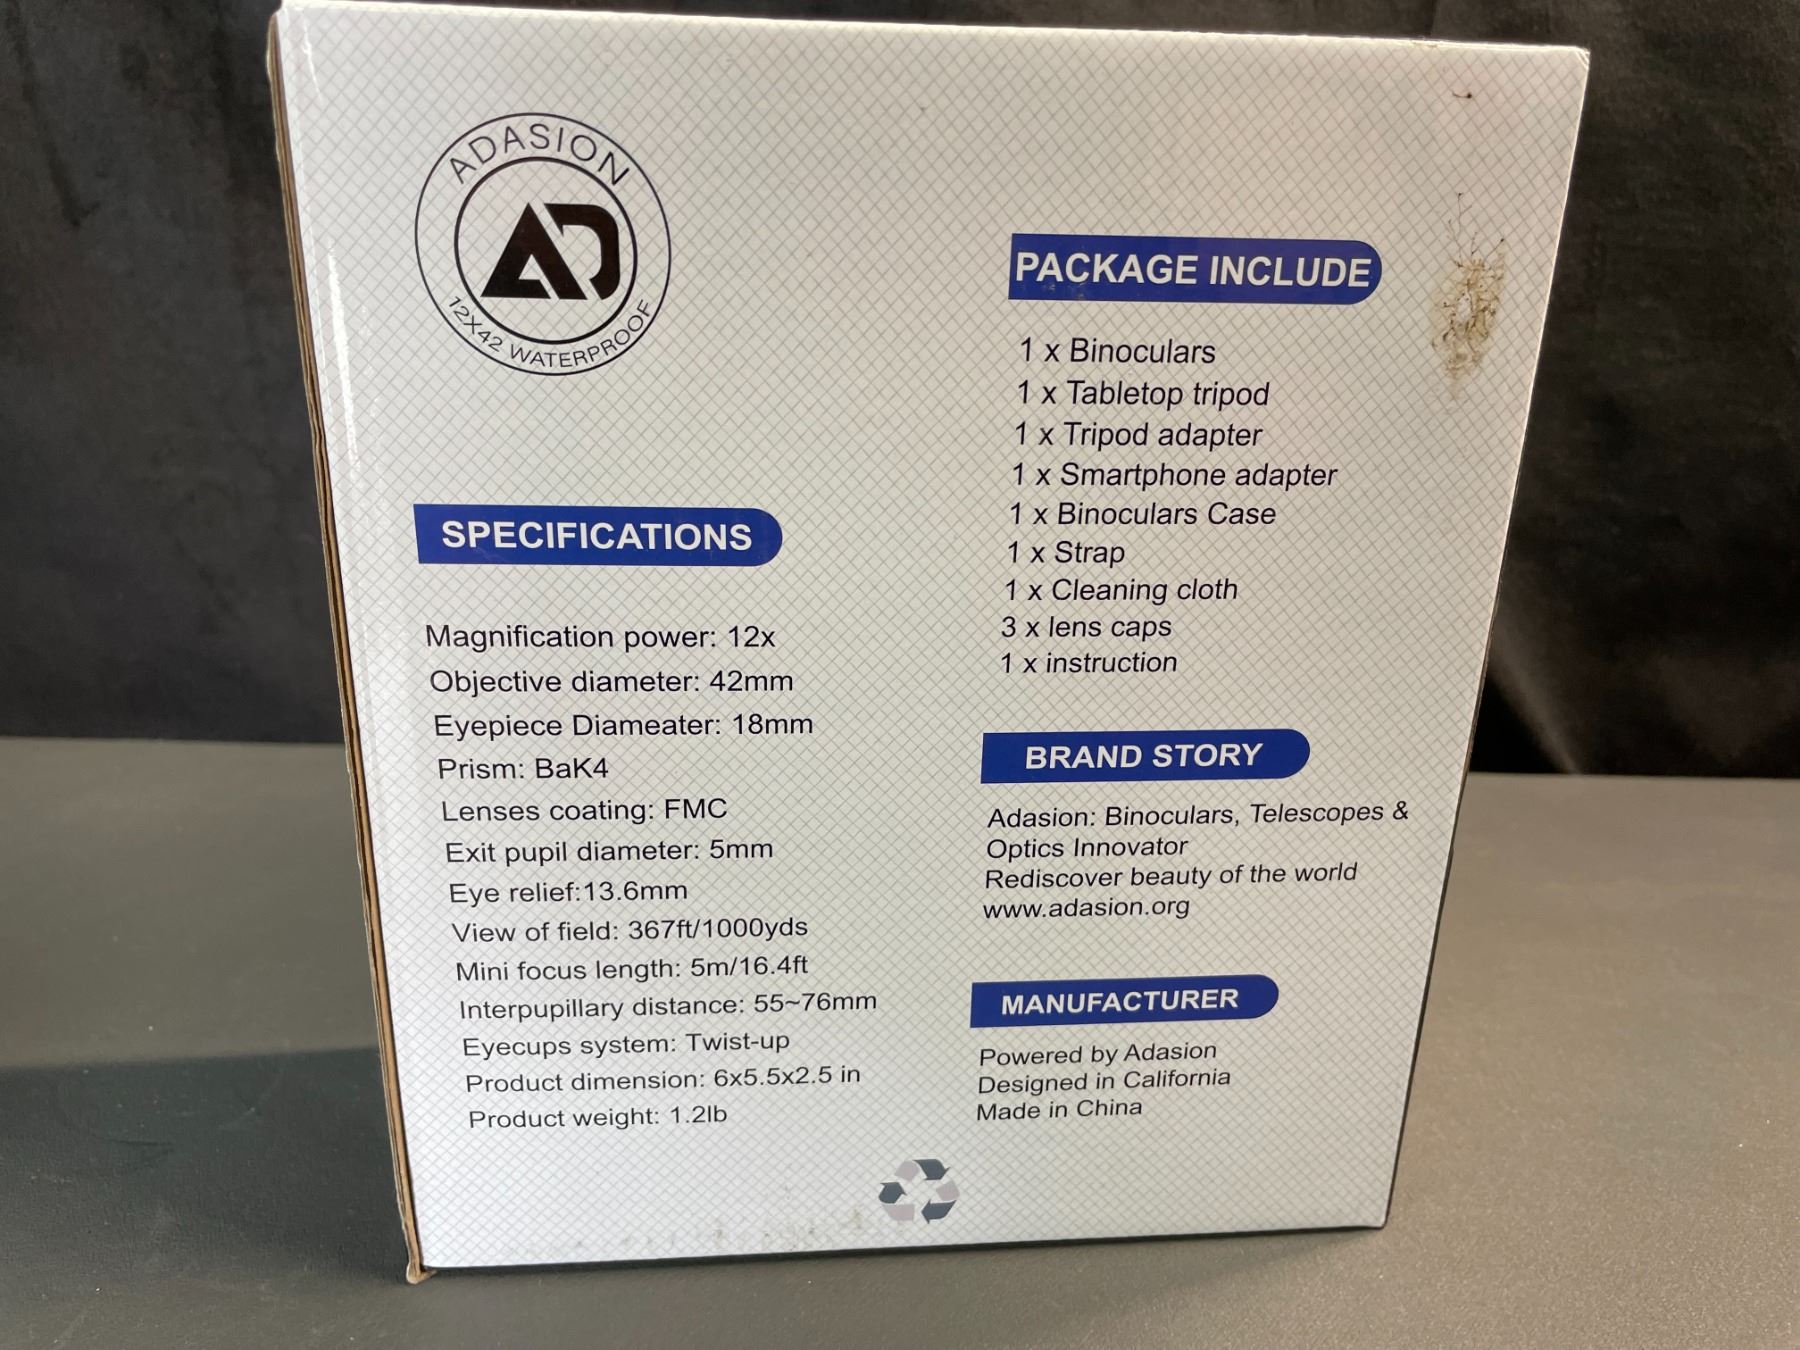 ADASION
AD
12X42 WATERPROOF
SPECIFICATIONS
Magnification power: 12x
Objective diameter: 42mm
Eyepiece Diameater: 18mm
Prism: BaK4
Lenses coating: FMC
Exit pupil diameter: 5mm
Eye relief:13.6mm
View of field: 367ft/1000yds
Mini focus length: 5m/16.4ft
Interpupillary distance: 55~76mm
Eyecups system: Twist-up
Product dimension: 6x5.5x2.5 in
Product weight: 1.2lb
PACKAGE INCLUDE
1 x Binoculars
1 x Tabletop tripod
1 x Tripod adapter
1 x Smartphone adapter
1 x Binoculars Case
1 x Strap
1 x Cleaning cloth
3 x lens caps
1 x instruction
BRAND STORY
Adasion: Binoculars, Telescopes &
Optics Innovator
Rediscover beauty of the world
www.adasion.org
MANUFACTURER
Powered by Adasion
Designed in California
Made in China